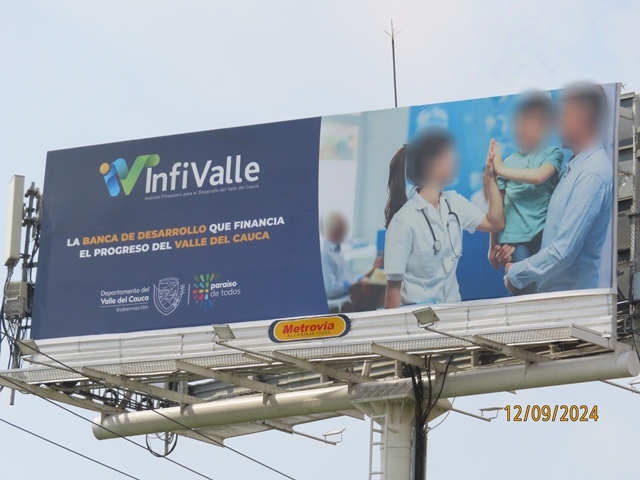 InfiValle
Instituto Financiero para el Desarrollo del Valle del Cauca
LA BANCA DE DESARROLLO QUE FINANCIA
EL PROGRESO DEL VALLE DEL CAUCA
Departamento del
Valle del Cauca
Gobernación
paraíso
de todos
Metrovia
12/09/2024